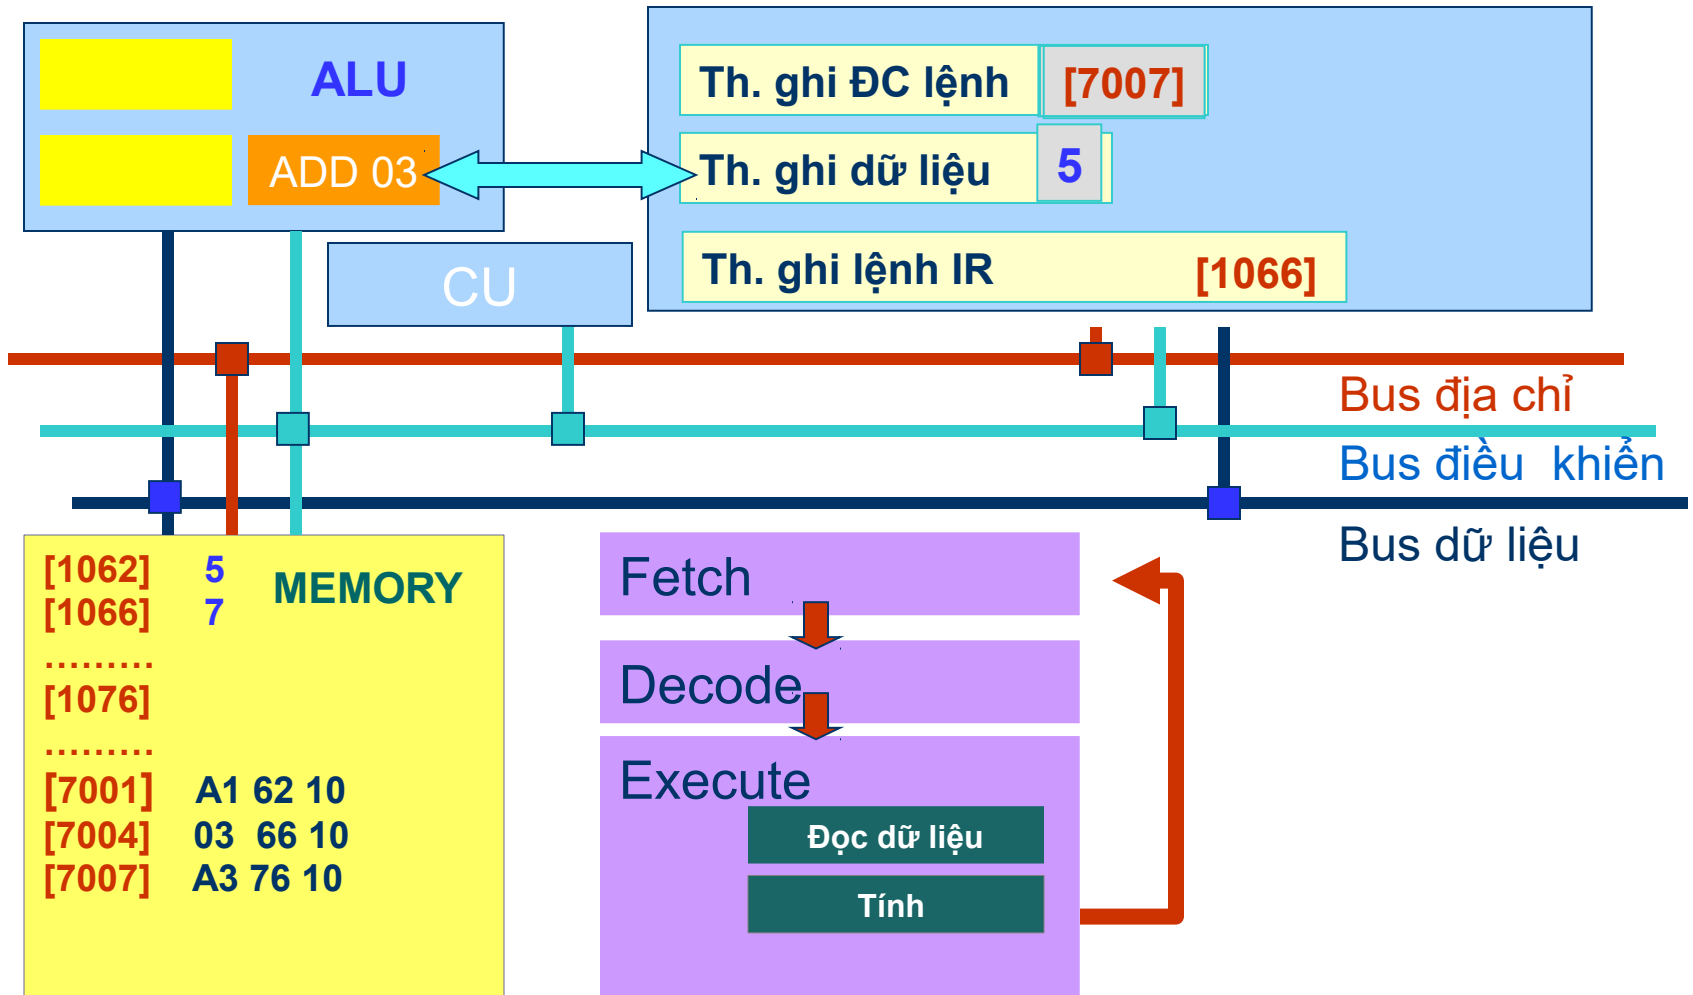 ALU
ADD 03
Th. ghi ĐC lệnh [7007]
Th. ghi dữ liệu 5
Th. ghi lệnh IR [1066]
CU
Bus địa chỉ
Bus điều khiển
Bus dữ liệu
MEMORY
[1062] 5
[1066] 7
.........
[1076]
.........
[7001] A1 62 10
[7004] 03 66 10
[7007] A3 76 10
Fetch
Decode
Execute
Đọc dữ liệu
Tính